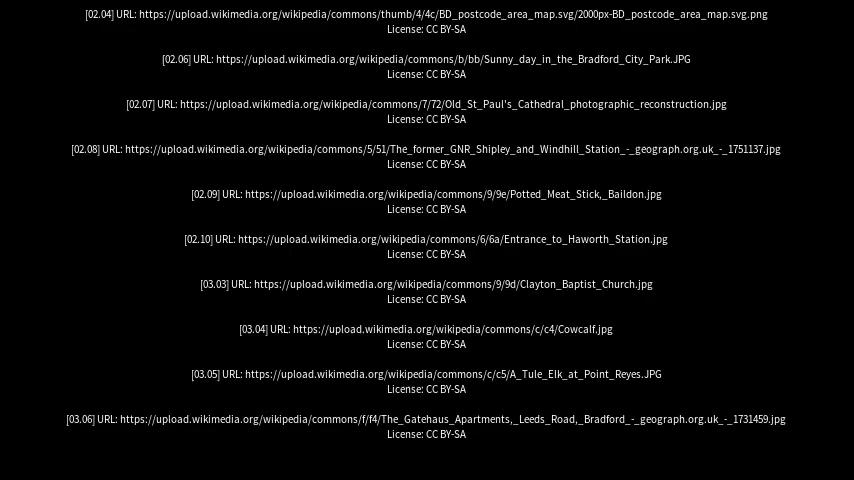 [02.04] URL: https://upload.wikimedia.org/wikipedia/commons/thumb/4/4c/BD_postcode_area_map.svg/2000px-BD_postcode_area_map.svg.png
License: CC BY-SA
[02.06] URL: https://upload.wikimedia.org/wikipedia/commons/b/bb/Sunny_day_in_the_Bradford_City_Park.JPG
License: CC BY-SA
[02.07] URL: https://upload.wikimedia.org/wikipedia/commons/7/72/Old_St_Paul's_Cathedral_photographic_reconstruction.jpg
License: CC BY-SA
[02.08] URL: https://upload.wikimedia.org/wikipedia/commons/5/51/The_former_GNR_Shipley_and_Windhill_Station_-_geograph.org.uk_-_1751137.jpg
License: CC BY-SA
[02.09] URL: https://upload.wikimedia.org/wikipedia/commons/9/9e/Potted_Meat_Stick,_Baildon.jpg
License: CC BY-SA
[02.10] URL: https://upload.wikimedia.org/wikipedia/commons/6/6a/Entrance_to_Haworth_Station.jpg
License: CC BY-SA
[03.03] URL: https://upload.wikimedia.org/wikipedia/commons/9/9d/Clayton_Baptist_Church.jpg
License: CC BY-SA
[03.04] URL: https://upload.wikimedia.org/wikipedia/commons/c/c4/Cowcalf.jpg
License: CC BY-SA
[03.05] URL: https://upload.wikimedia.org/wikipedia/commons/c/c5/A_Tule_Elk_at_Point_Reyes.JPG
License: CC BY-SA
[03.06] URL: https://upload.wikimedia.org/wikipedia/commons/f/f4/The_Gatehaus_Apartments,_Leeds_Road,_Bradford_-_geograph.org.uk_-_1731459.jpg
License: CC BY-SA